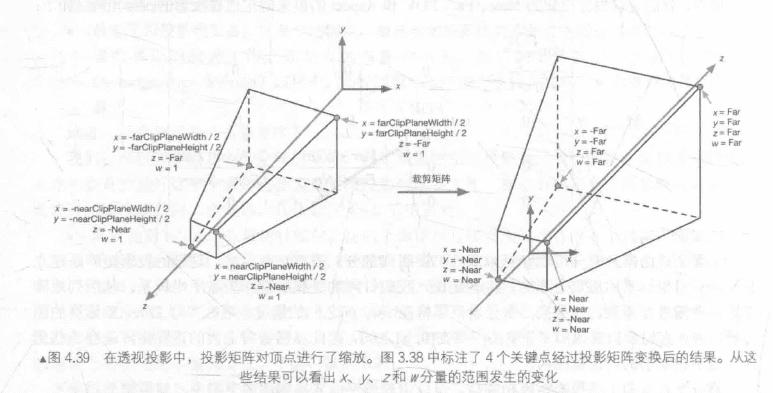 y
x
x = farClipPlaneWidth / 2
y = farClipPlaneHeight / 2
z = -Far
w = 1
x = -farClipPlaneWidth / 2
y = -farClipPlaneHeight / 2
z = -Far
w = 1
x = -nearClipPlaneWidth / 2
y = -nearClipPlaneHeight / 2
z = -Near
w = 1
x = nearClipPlaneWidth / 2
y = nearClipPlaneHeight / 2
z = -Near
w = 1
z
裁剪矩阵
z
x = Far
y = Far
z = Far
w = Far
x = -Far
y = -Far
z = Far
w = Far
x = -Near
y = -Near
z = -Near
w = Near
x
x = Near
y = Near
z = -Near
w = Near
▲图 4.39 在透视投影中，投影矩阵对顶点进行了缩放。图 3.38 中标注了 4 个关键点经过投影矩阵变换后的结果。从这
些结果可以看出 x、y、z 和 w 分量的范围发生的变化